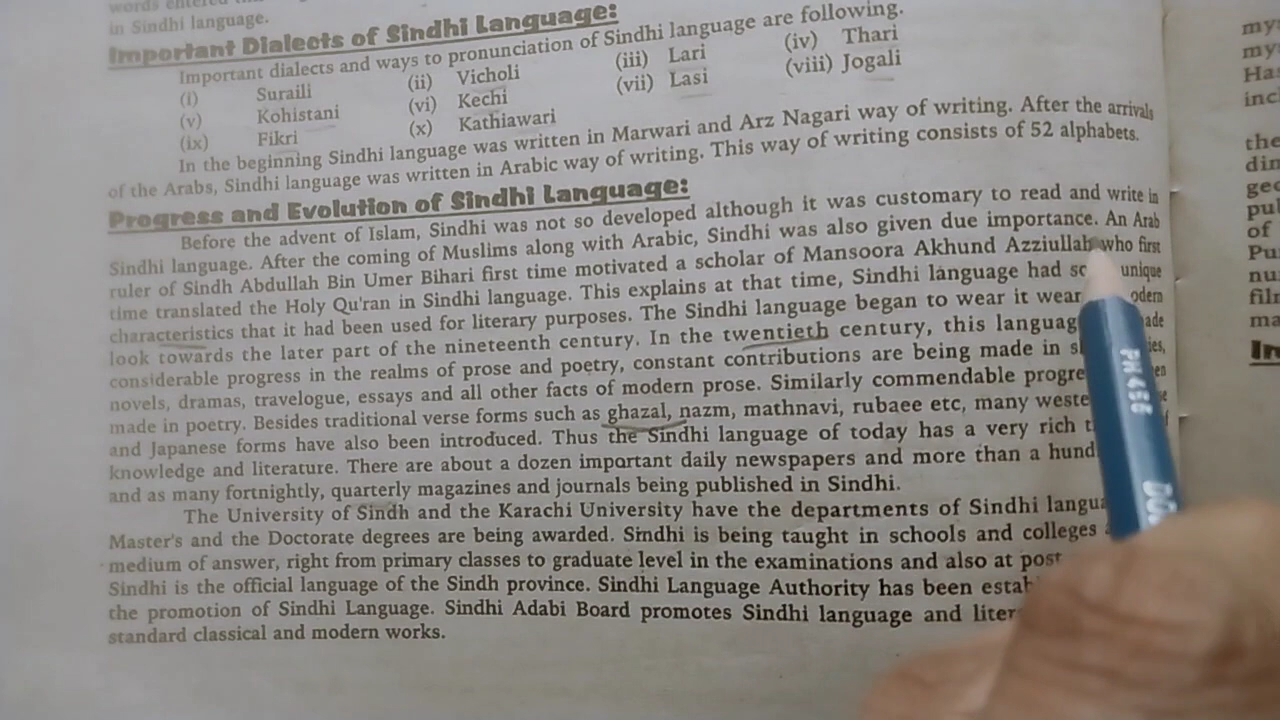 words entered
in Sindhi language.
Important Dialects of Sindhi Language:
Important dialects and ways to pronunciation of Sindhi language are following.
(i) Suraili (ii) Vicholi (iii) Lari (iv) Thari
(v) Kohistani (vi) Kechi (vii) Lasi (viii) Jogali
(ix) Fikri (x) Kathiawari
In the beginning Sindhi language was written in Marwari and Arz Nagari way of writing. After the arrivals
of the Arabs, Sindhi language was written in Arabic way of writing. This way of writing consists of 52 alphabets.
Progress and Evolution of Sindhi Language:
Before the advent of Islam, Sindhi was not so developed although it was customary to read and write in
Sindhi language. After the coming of Muslims along with Arabic, Sindhi was also given due importance. An Arab
ruler of Sindh Abdullah Bin Umer Bihari first time motivated a scholar of Mansoora Akhund Azziullah who first
time translated the Holy Qu'ran in Sindhi language. This explains at that time, Sindhi language had unique
characteristics that it had been used for literary purposes. The Sindhi language began to wear it wear
look towards the later part of the nineteenth century. In the twentieth century, this
considerable progress in the realms of prose and poetry, constant contributions are being made in
novels, dramas, travelogue, essays and all other facts of modern prose. Similarly commendable
made in poetry. Besides traditional verse forms such as ghazal, nazm, mathnavi, rubaee etc, many
and Japanese forms have also been introduced. Thus the Sindhi language of today has a very rich
knowledge and literature. There are about a dozen important daily newspapers and more than a
and as many fortnightly, quarterly magazines and journals being published in Sindhi.
The University of Sindh and the Karachi University have the departments of Sindhi
Master's and the Doctorate degrees are being awarded. Sindhi is being taught in schools and colleges
medium of answer, right from primary classes to graduate level in the examinations and also at post
Sindhi is the official language of the Sindh province. Sindhi Language Authority has been
the promotion of Sindhi Language. Sindhi Adabi Board promotes Sindhi language and
standard classical and modern works.